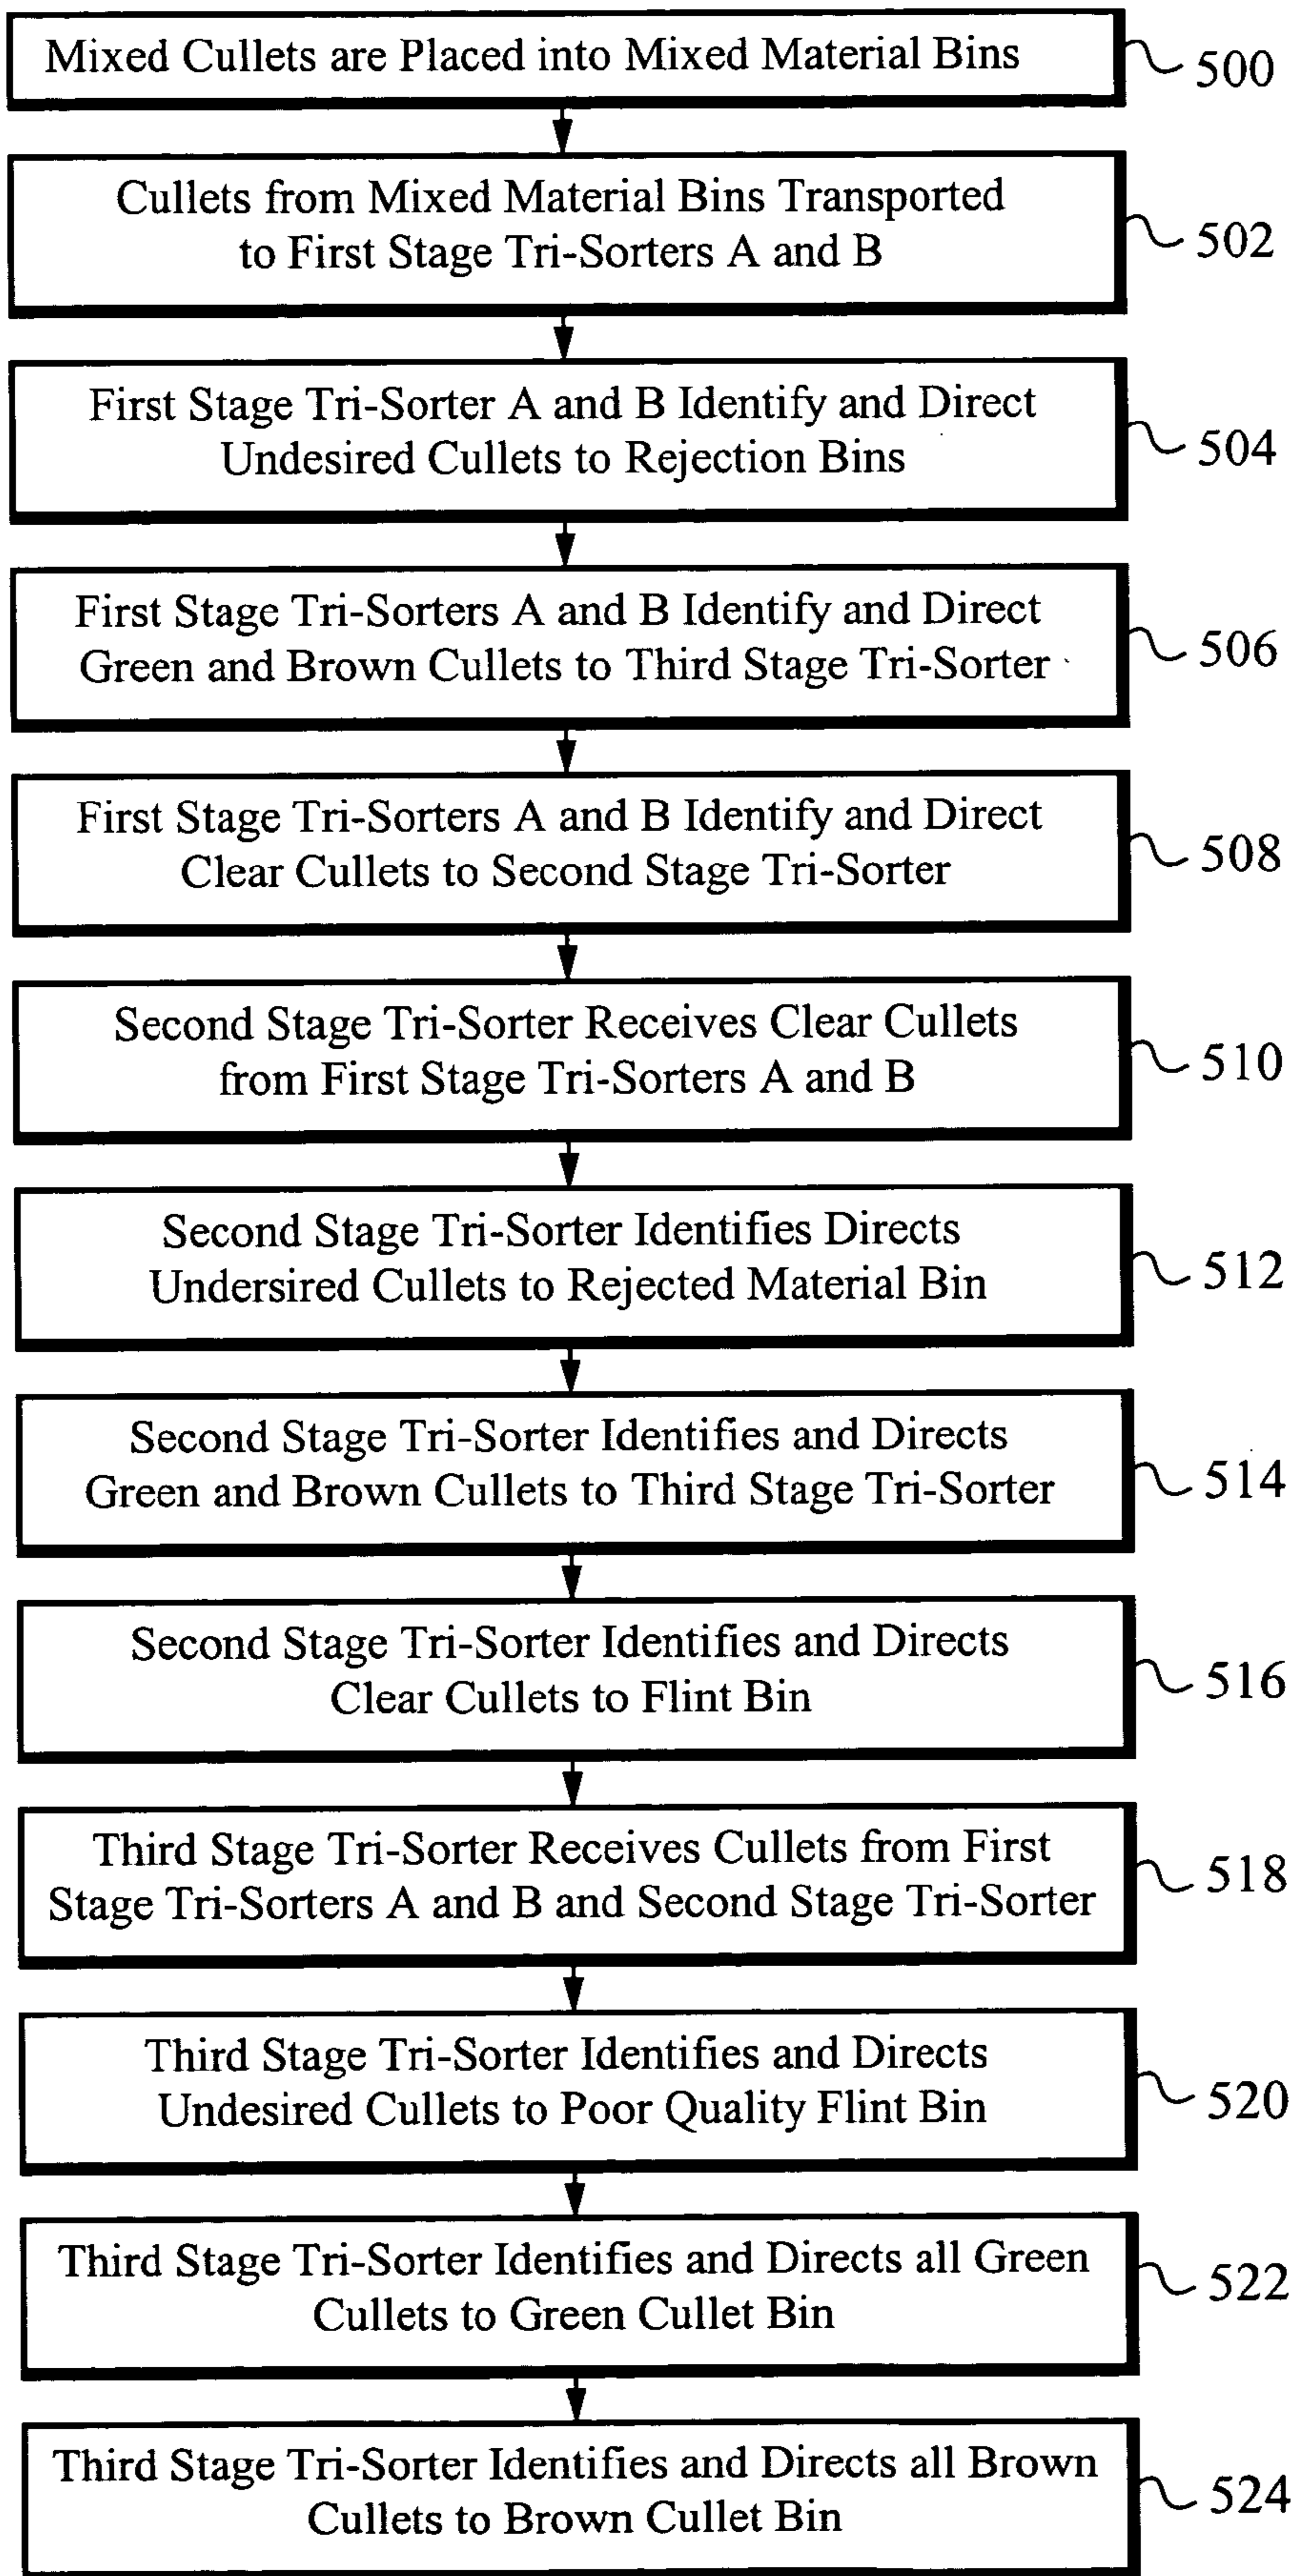 Mixed Cullets are Placed into Mixed Material Bins
500
Cullets from Mixed Material Bins Transported
to First Stage Tri-Sorters A and B
502
First Stage Tri-Sorter A and B Identify and Direct
Undesired Cullets to Rejection Bins
504
First Stage Tri-Sorters A and B Identify and Direct
Green and Brown Cullets to Third Stage Tri-Sorter
506
First Stage Tri-Sorters A and B Identify and Direct
Clear Cullets to Second Stage Tri-Sorter
508
Second Stage Tri-Sorter Receives Clear Cullets
from First Stage Tri-Sorters A and B
510
Second Stage Tri-Sorter Identifies Directs
Undersired Cullets to Rejected Material Bin
512
Second Stage Tri-Sorter Identifies and Directs
Green and Brown Cullets to Third Stage Tri-Sorter
514
Second Stage Tri-Sorter Identifies and Directs
Clear Cullets to Flint Bin
516
Third Stage Tri-Sorter Receives Cullets from First
Stage Tri-Sorters A and B and Second Stage Tri-Sorter
518
Third Stage Tri-Sorter Identifies and Directs
Undesired Cullets to Poor Quality Flint Bin
520
Third Stage Tri-Sorter Identifies and Directs all Green
Cullets to Green Cullet Bin
522
Third Stage Tri-Sorter Identifies and Directs all Brown
Cullets to Brown Cullet Bin
524